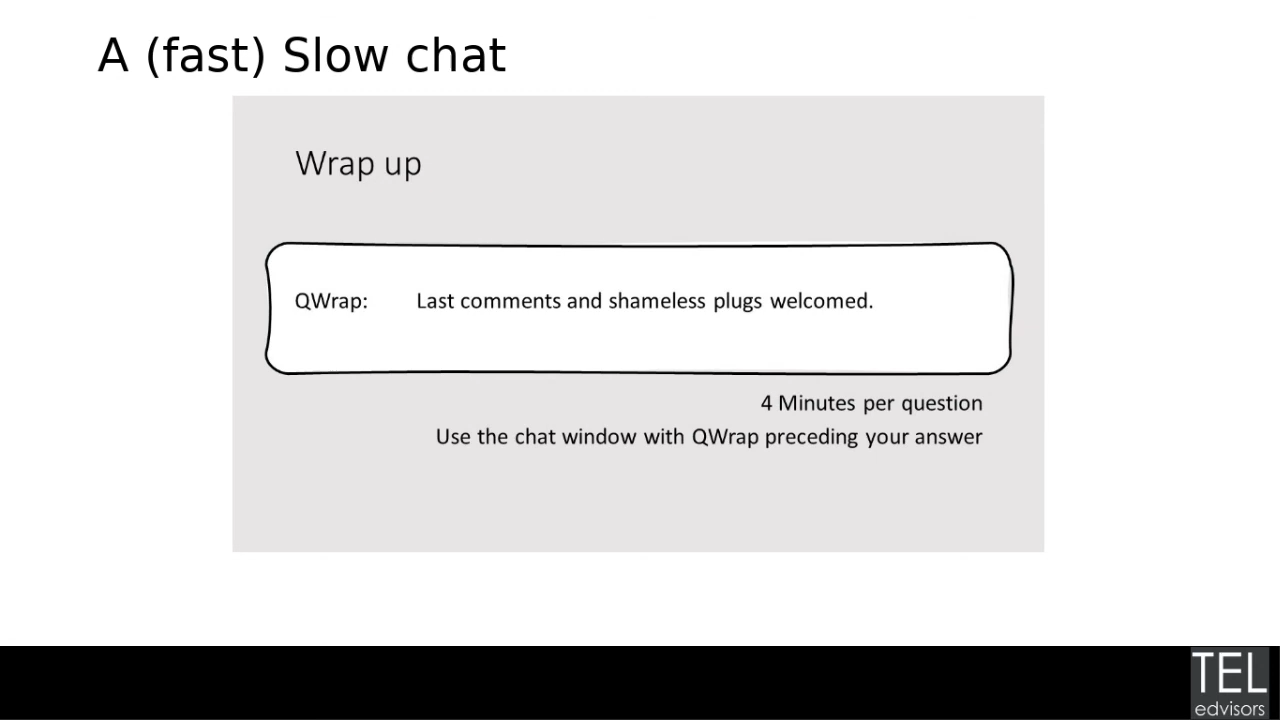 A (fast) Slow chat
Wrap up
QWrap: Last comments and shameless plugs welcomed.
4 Minutes per question
Use the chat window with QWrap preceding your answer
TEL
edvisors